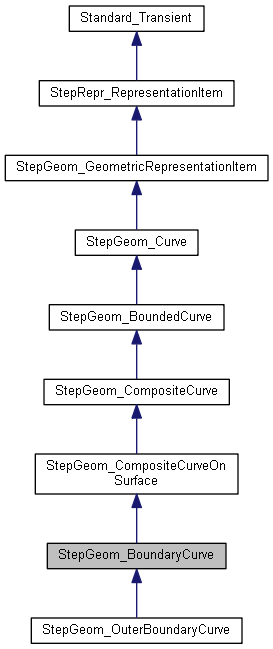 Standard_Transient
StepRepr_RepresentationItem
StepGeom_GeometricRepresentationItem
StepGeom_Curve
StepGeom_BoundedCurve
StepGeom_CompositeCurve
StepGeom_CompositeCurveOn
Surface
StepGeom_BoundaryCurve
StepGeom_OuterBoundaryCurve